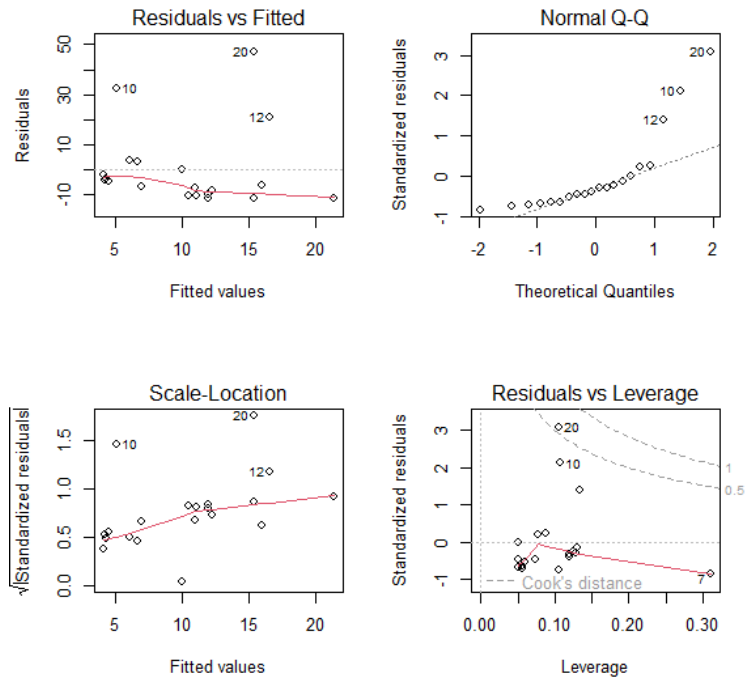 Residuals vs Fitted
Residuals
-10 10 30 50
10
20
12
5 10 15 20
Fitted values
Normal Q-Q
Standardized residuals
-1 0 1 2 3
20
10
12
-2 -1 0 1 2
Theoretical Quantiles
Scale-Location
√|Standardized residuals|
0.0 0.5 1.0 1.5
10
20
12
5 10 15 20
Fitted values
Residuals vs Leverage
Standardized residuals
-1 0 1 2 3
20
10
7
1
0.5
Cook's distance
0.00 0.10 0.20 0.30
Leverage